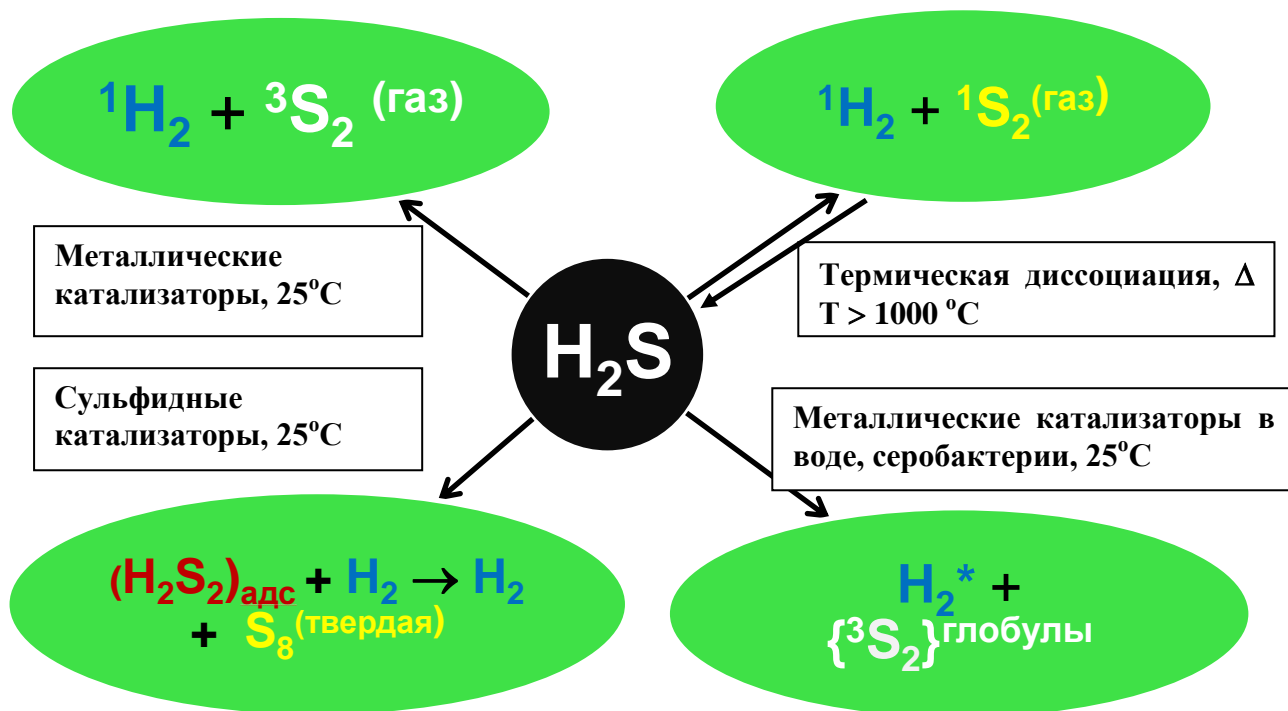 ¹H₂ + ³S₂ (газ)
¹H₂ + ¹S₂(газ)
Металлические
катализаторы, 25°С
Термическая диссоциация, Δ
Т > 1000 °С
H₂S
Сульфидные
катализаторы, 25°С
Металлические катализаторы в
воде, серобактерии, 25°С
(H₂S₂)адс + H₂ → H₂
+ S₈(твердая)
H₂* +
{³S₂}глобулы